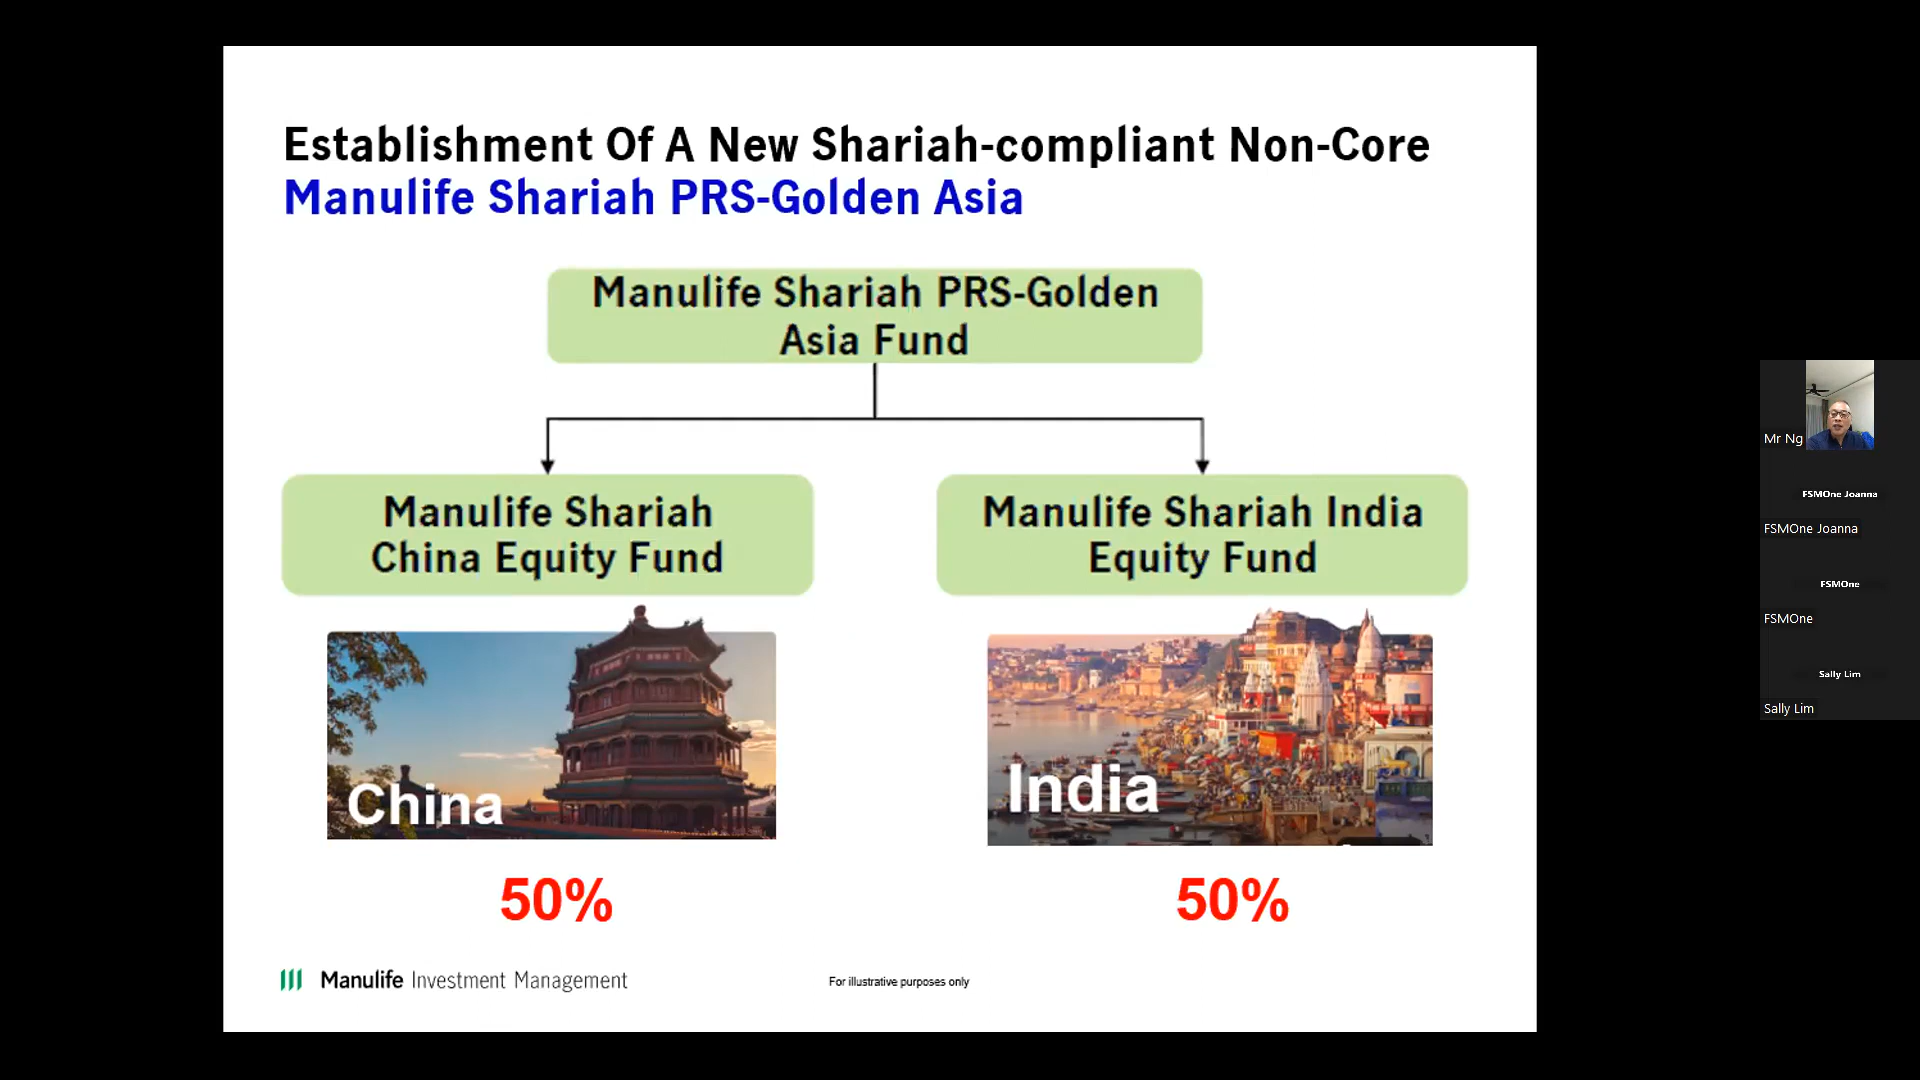 Establishment Of A New Shariah-compliant Non-Core
Manulife Shariah PRS-Golden Asia
Manulife Shariah PRS-Golden
Asia Fund
Manulife Shariah
China Equity Fund
Manulife Shariah India
Equity Fund
China
India
50%
50%
Manulife Investment Management
For illustrative purposes only
Mr Ng
FSMOne Joanna
FSMOne Joanna
FSMOne
FSMOne
Sally Lim
Sally Lim